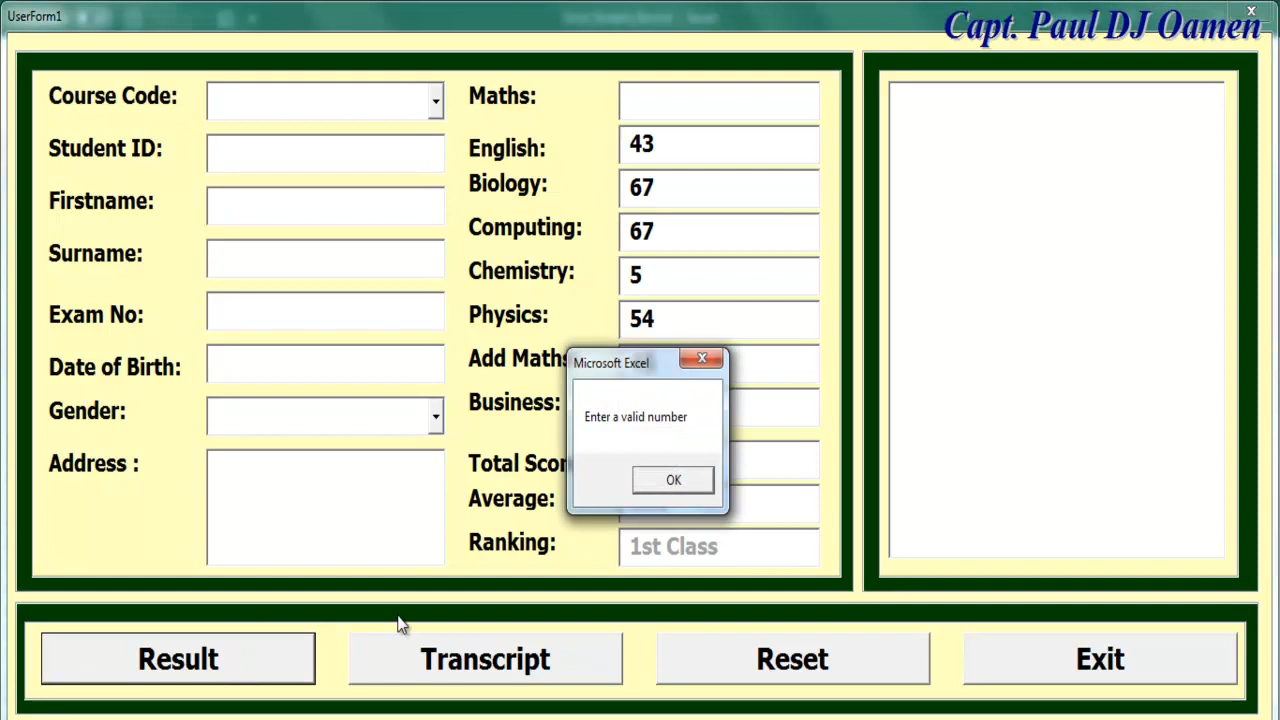 UserForm1
Capt. Paul DJ Oamen
Course Code:
Student ID:
Firstname:
Surname:
Exam No:
Date of Birth:
Gender:
Address :
Maths:
English: 43
Biology: 67
Computing: 67
Chemistry: 5
Physics: 54
Add Maths
Business:
Total Scor
Average:
Ranking: 1st Class
Microsoft Excel
Enter a valid number
OK
Result
Transcript
Reset
Exit